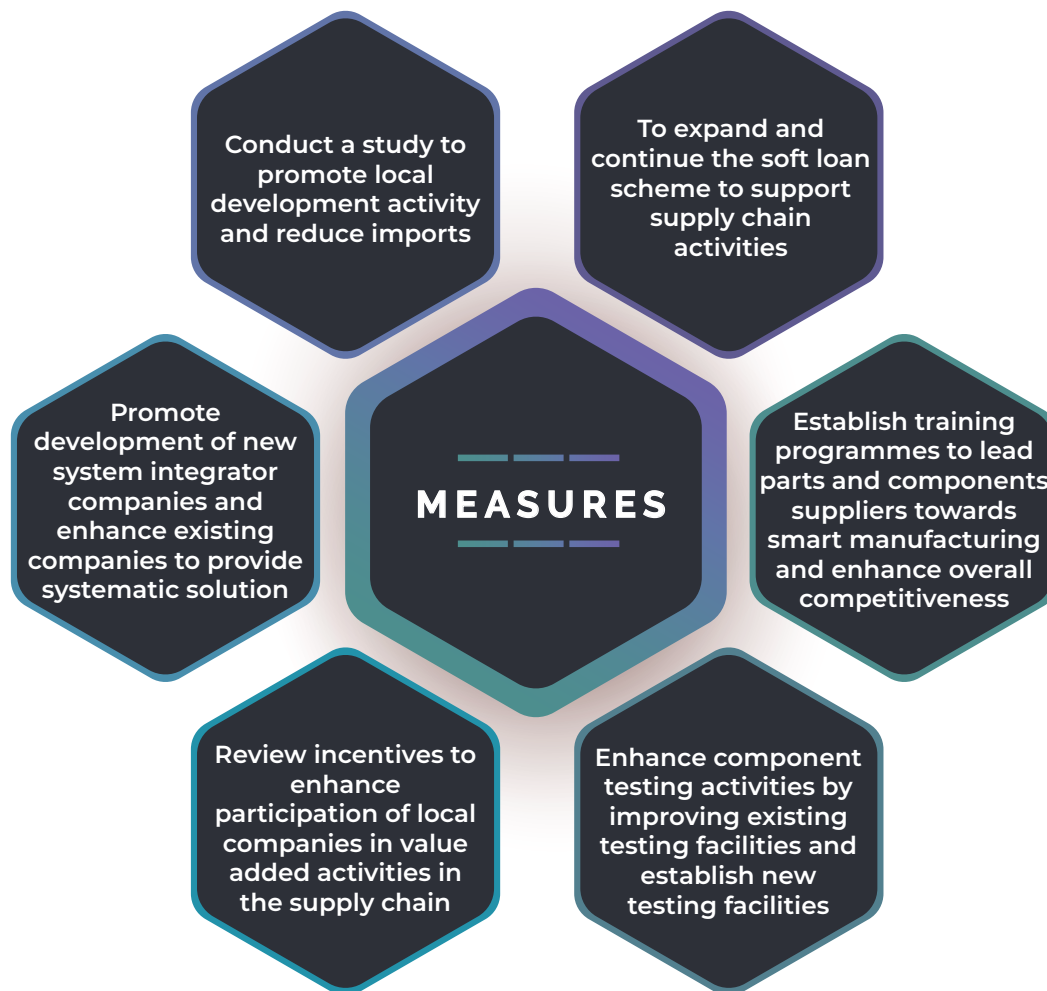 Conduct a study to
promote local
development activity
and reduce imports
To expand and
continue the soft loan
scheme to support
supply chain
activities
Promote
development of new
system integrator
companies and
enhance existing
companies to provide
systematic solution
MEASURES
Establish training
programmes to lead
parts and components
suppliers towards
smart manufacturing
and enhance overall
competitiveness
Review incentives to
enhance
participation of local
companies in value
added activities in
the supply chain
Enhance component
testing activities by
improving existing
testing facilities and
establish new
testing facilities